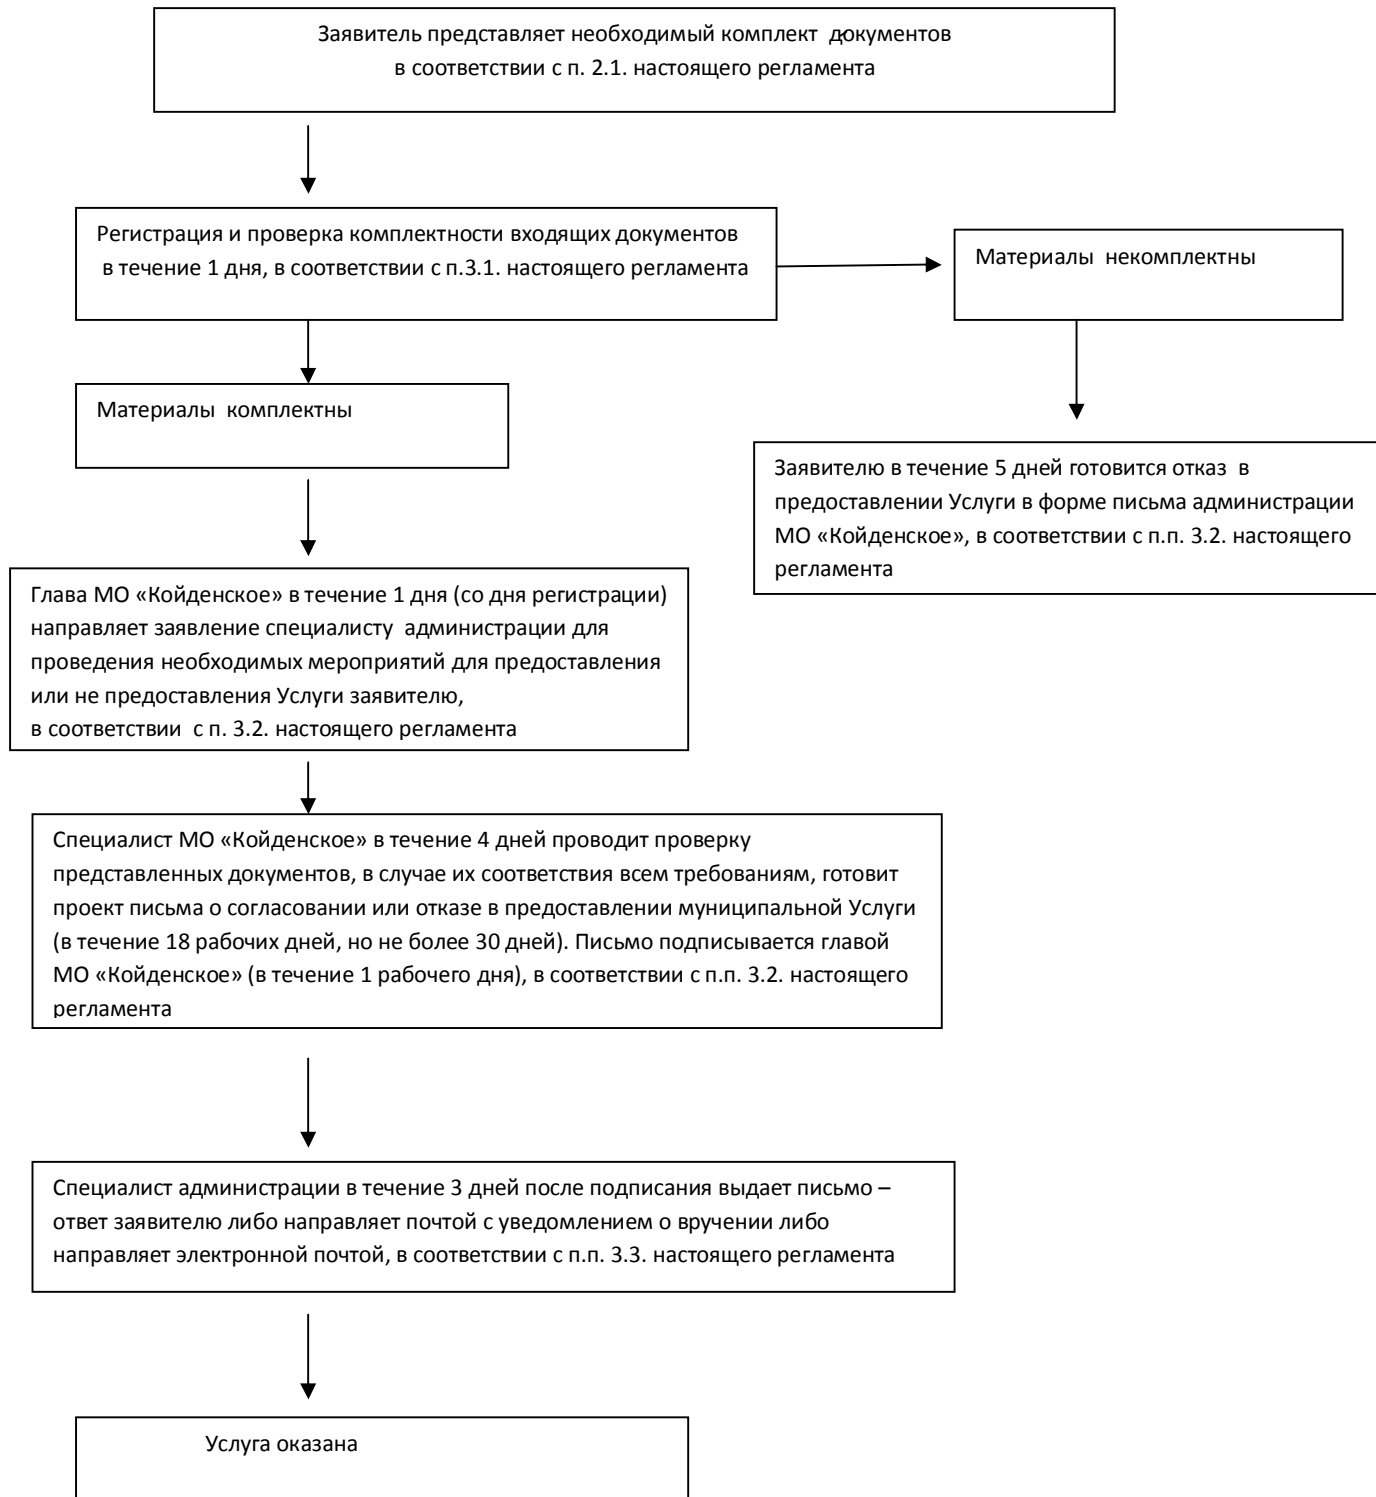 Заявитель представляет необходимый комплект документов
в соответствии с п. 2.1. настоящего регламента
Регистрация и проверка комплектности входящих документов
в течение 1 дня, в соответствии с п.3.1. настоящего регламента
Материалы некомплектны
Материалы комплектны
Заявителю в течение 5 дней готовится отказ в
предоставлении Услуги в форме письма администрации
МО «Койденское», в соответствии с п.п. 3.2. настоящего
регламента
Глава МО «Койденское» в течение 1 дня (со дня регистрации)
направляет заявление специалисту администрации для
проведения необходимых мероприятий для предоставления
или не предоставления Услуги заявителю,
в соответствии с п. 3.2. настоящего регламента
Специалист МО «Койденское» в течение 4 дней проводит проверку
представленных документов, в случае их соответствия всем требованиям, готовит
проект письма о согласовании или отказе в предоставлении муниципальной Услуги
(в течение 18 рабочих дней, но не более 30 дней). Письмо подписывается главой
МО «Койденское» (в течение 1 рабочего дня), в соответствии с п.п. 3.2. настоящего
регламента
Специалист администрации в течение 3 дней после подписания выдает письмо –
ответ заявителю либо направляет почтой с уведомлением о вручении либо
направляет электронной почтой, в соответствии с п.п. 3.3. настоящего регламента
Услуга оказана